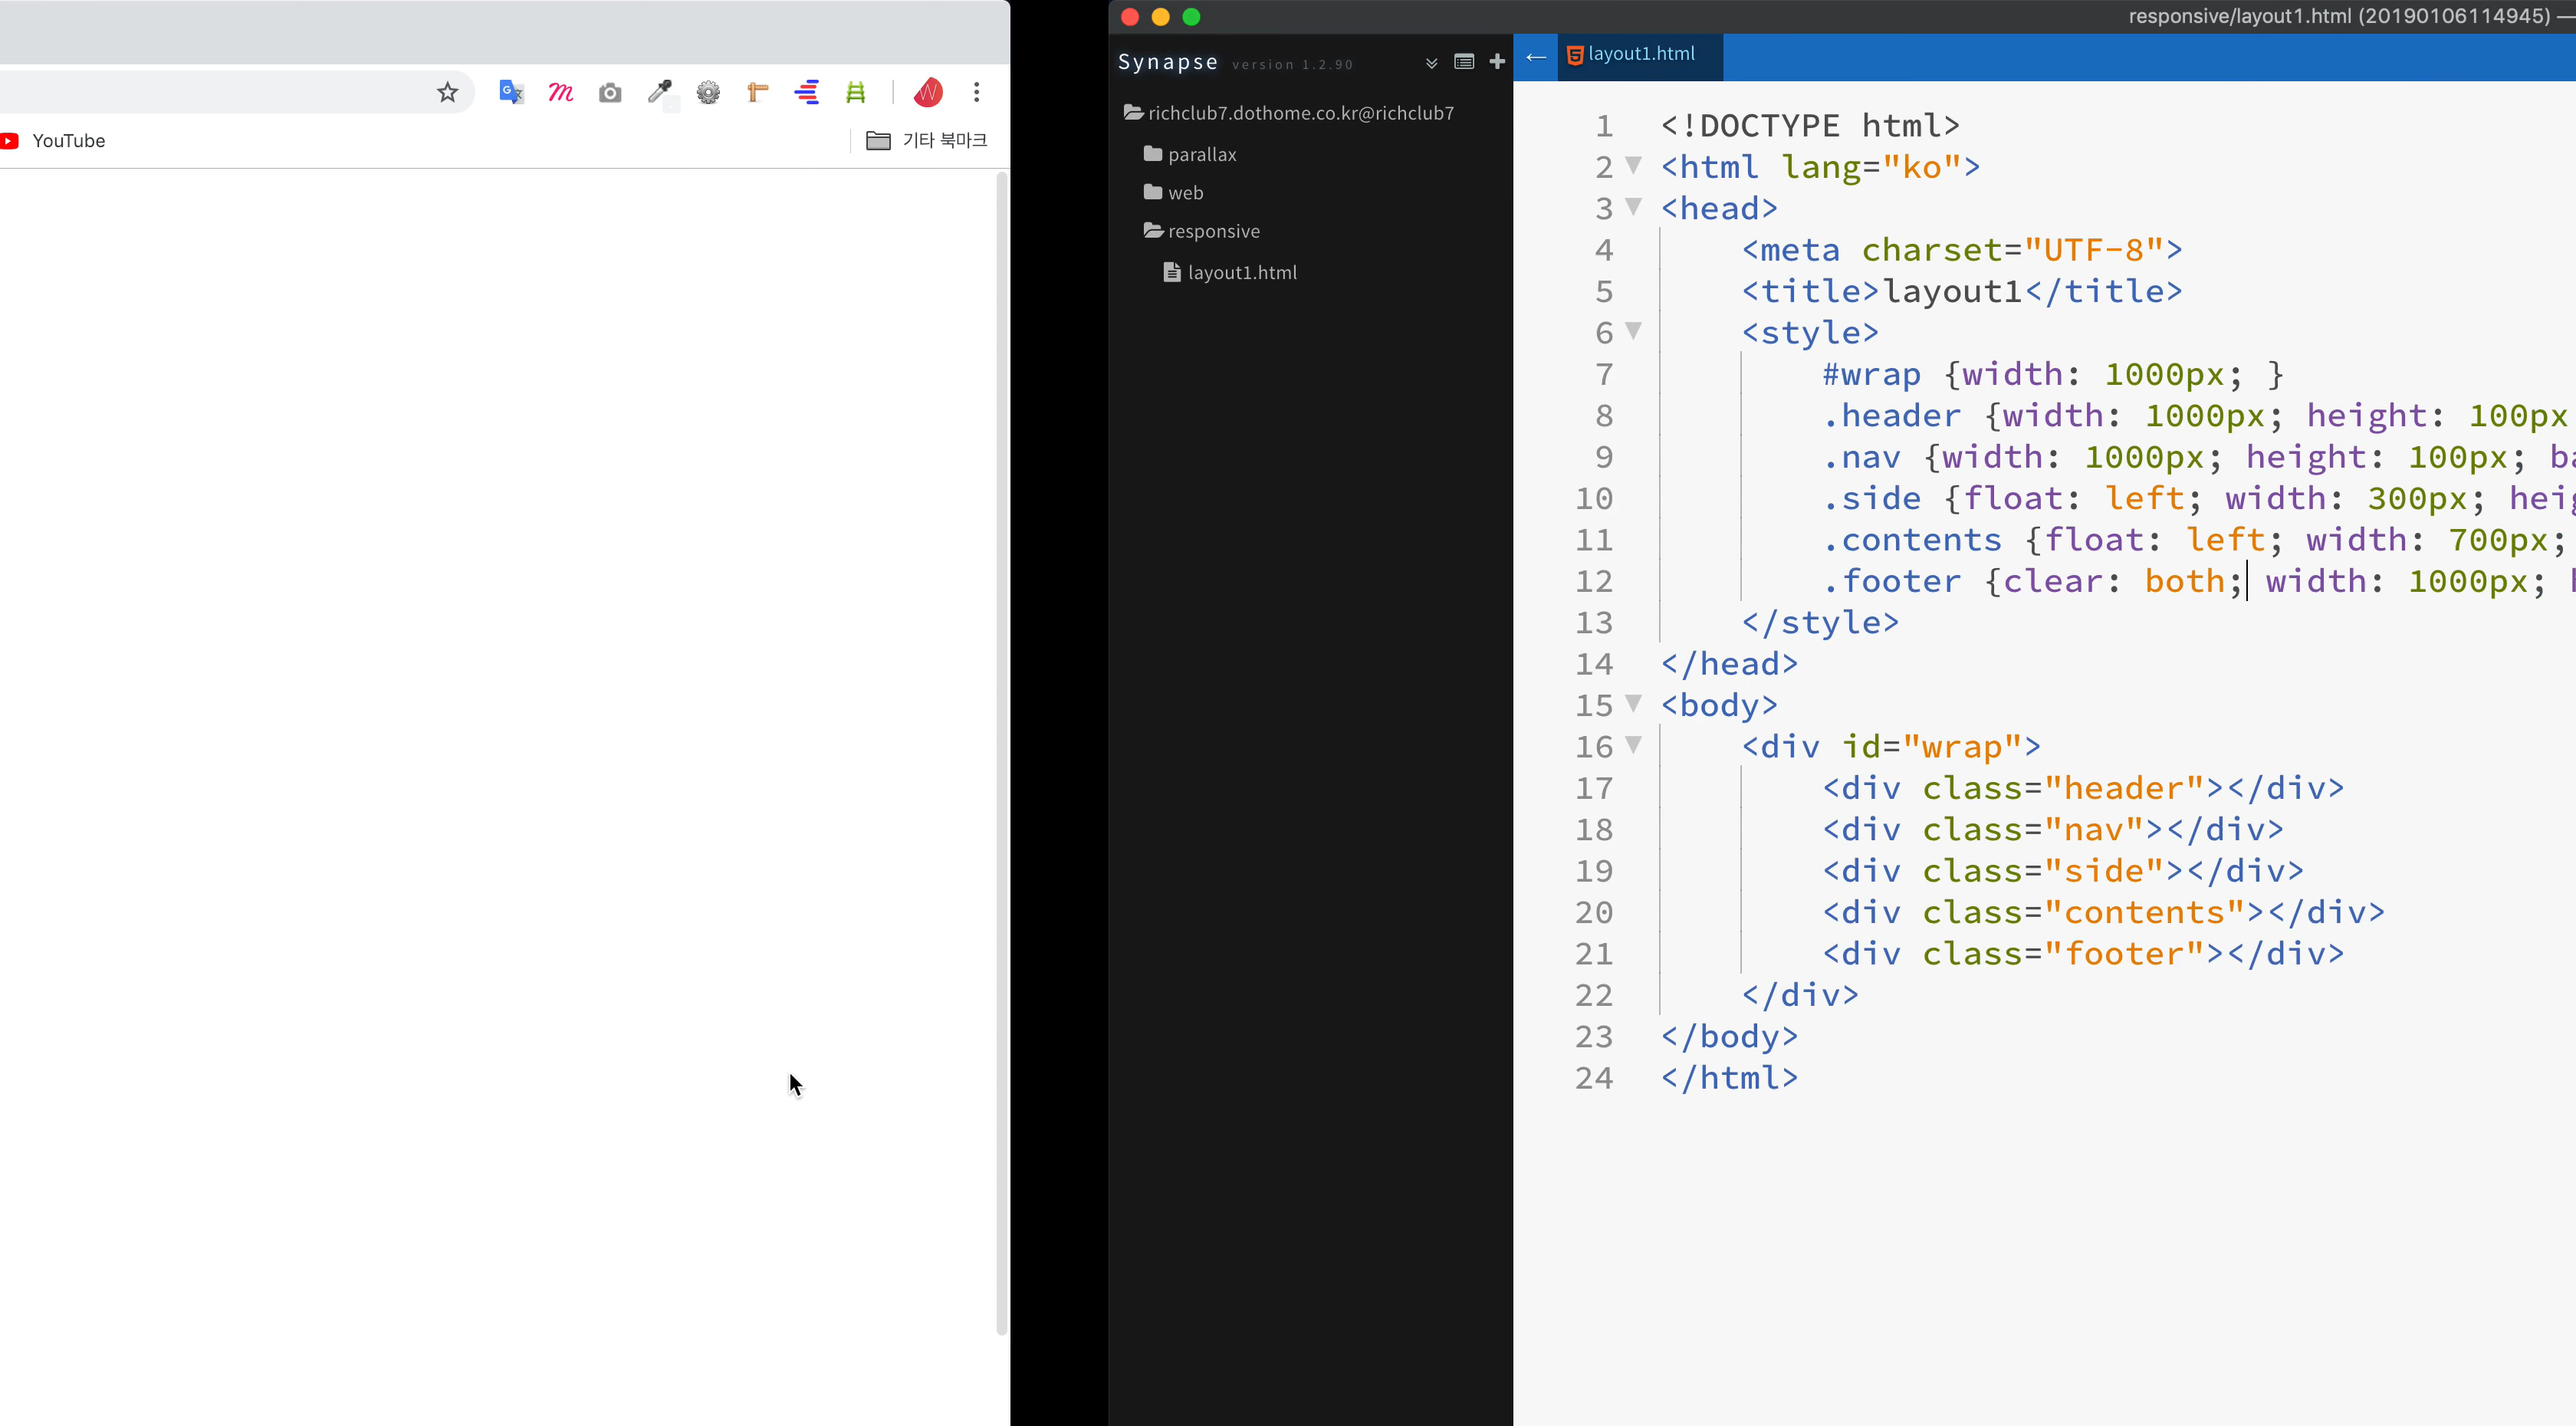 YouTube
기타 북마크
responsive/layout1.html (20190106114945) —
Synapse version 1.2.90
layout1.html
richclub7.dothome.co.kr@richclub7
parallax
web
responsive
layout1.html
1 <!DOCTYPE html>
2 <html lang="ko">
3 <head>
4 <meta charset="UTF-8">
5 <title>layout1</title>
6 <style>
7 #wrap {width: 1000px; }
8 .header {width: 1000px; height: 100px
9 .nav {width: 1000px; height: 100px; ba
10 .side {float: left; width: 300px; heig
11 .contents {float: left; width: 700px;
12 .footer {clear: both; width: 1000px; h
13 </style>
14 </head>
15 <body>
16 <div id="wrap">
17 <div class="header"></div>
18 <div class="nav"></div>
19 <div class="side"></div>
20 <div class="contents"></div>
21 <div class="footer"></div>
22 </div>
23 </body>
24 </html>